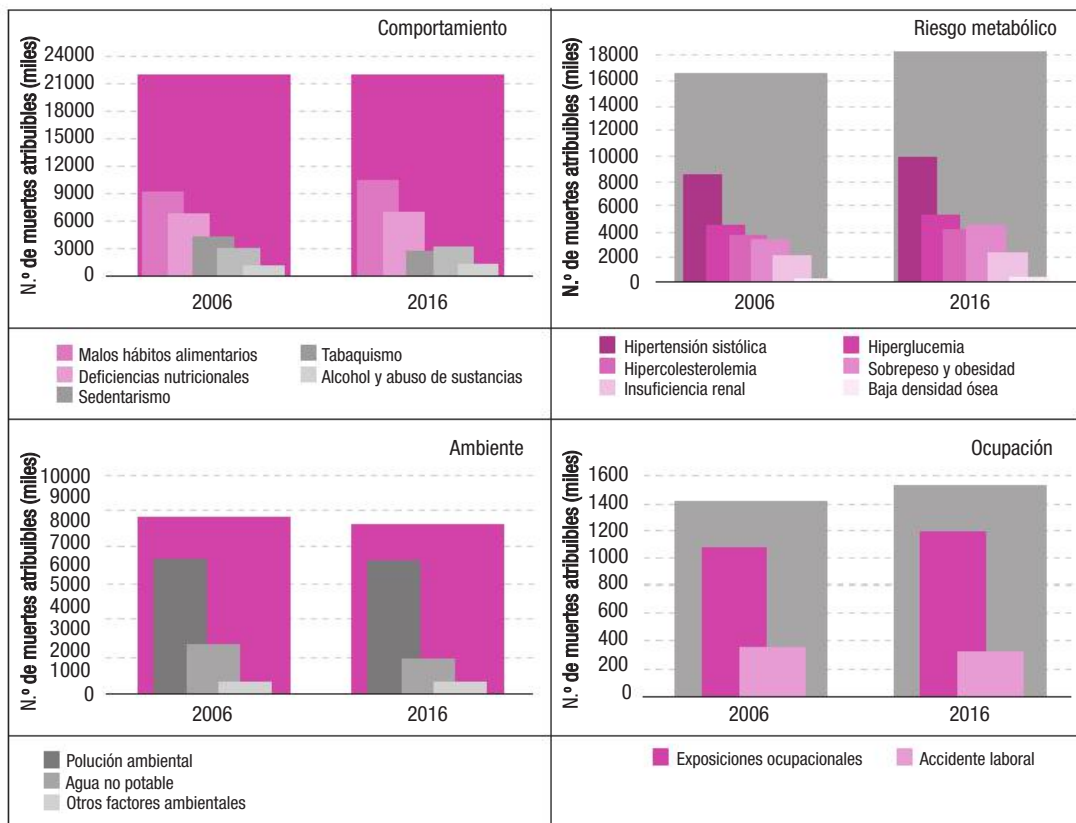 Comportamiento
N.º de muertes atribuibles (miles)
24000
21000
18000
15000
12000
9000
6000
3000
0
2006 2016
Malos hábitos alimentarios
Deficiencias nutricionales
Sedentarismo
Tabaquismo
Alcohol y abuso de sustancias
Riesgo metabólico
N.º de muertes atribuibles (miles)
18000
16000
14000
12000
10000
8000
6000
4000
2000
0
2006 2016
Hipertensión sistólica
Hipercolesterolemia
Insuficiencia renal
Hiperglucemia
Sobrepeso y obesidad
Baja densidad ósea
Ambiente
N.º de muertes atribuibles (miles)
10000
9000
8000
7000
6000
5000
4000
3000
2000
1000
0
2006 2016
Polución ambiental
Agua no potable
Otros factores ambientales
Ocupación
N.º de muertes atribuibles (miles)
1600
1400
1200
1000
800
600
400
200
0
2006 2016
Exposiciones ocupacionales
Accidente laboral